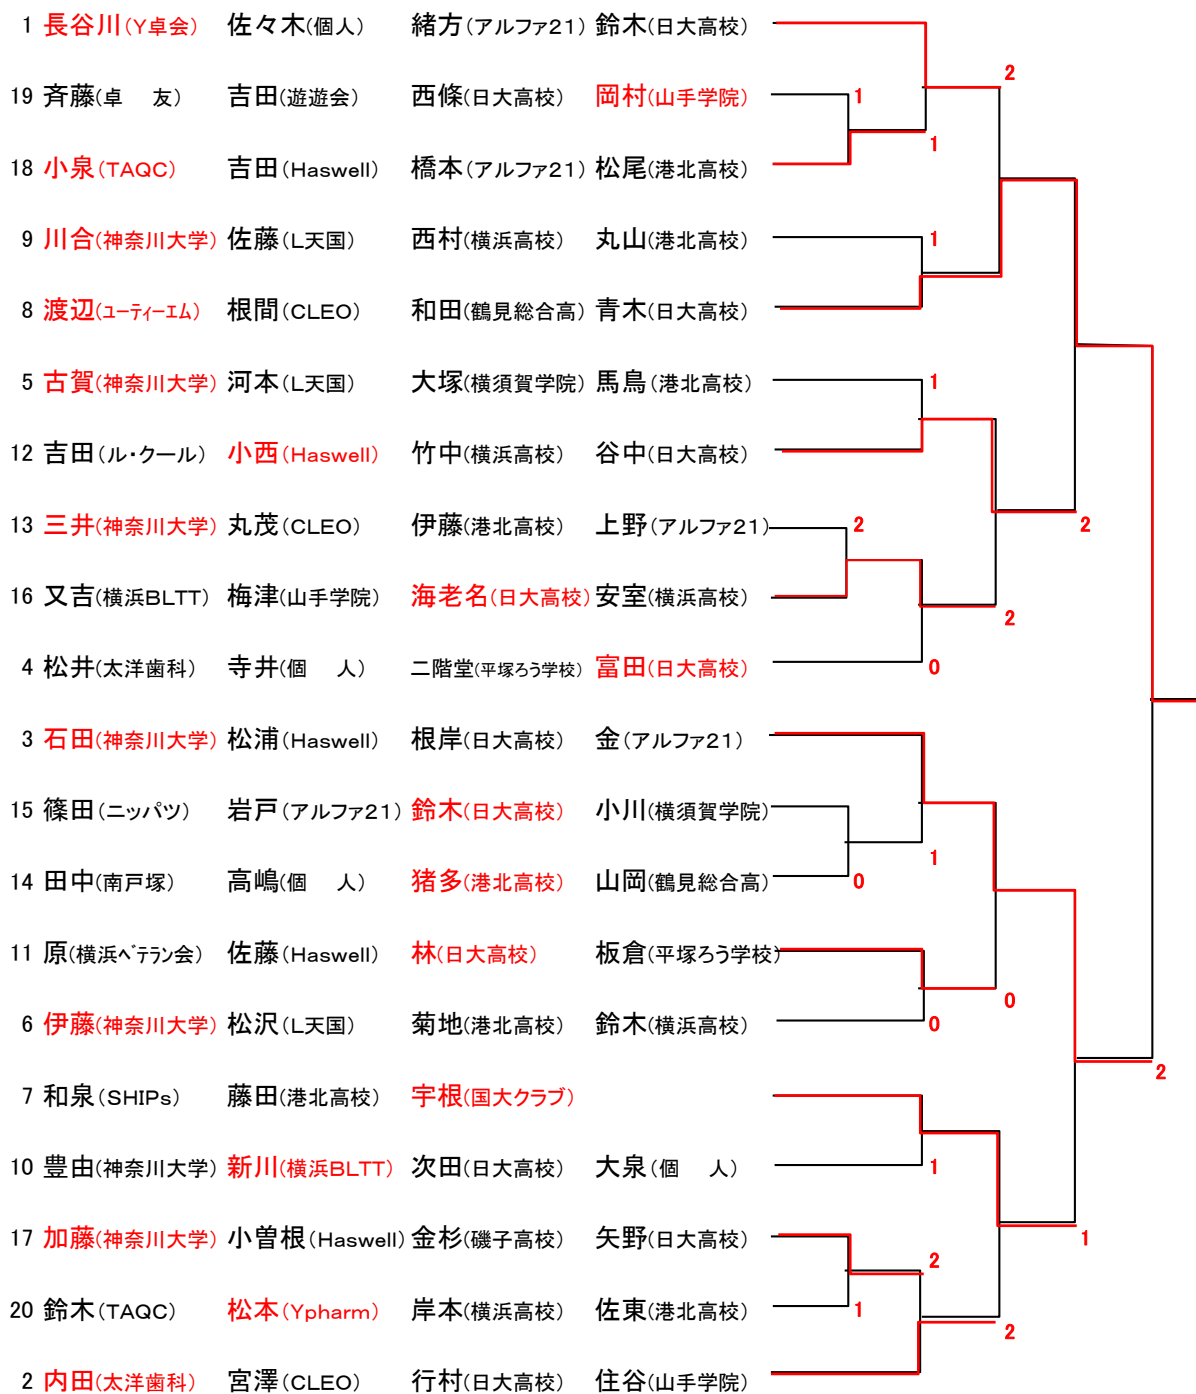 1 長谷川(Y卓会) 佐々木(個人) 緒方(アルファ21) 鈴木(日大高校)
2
19 斉藤(卓　友) 吉田(遊遊会) 西條(日大高校) 岡村(山手学院) 1
1
18 小泉(TAQC) 吉田(Haswell) 橋本(アルファ21) 松尾(港北高校)
9 川合(神奈川大学) 佐藤(L天国) 西村(横浜高校) 丸山(港北高校) 1
8 渡辺(ユーティーエム) 根間(CLEO) 和田(鶴見総合高) 青木(日大高校)
5 古賀(神奈川大学) 河本(L天国) 大塚(横須賀学院) 馬鳥(港北高校) 1
12 吉田(ル・クール) 小西(Haswell) 竹中(横浜高校) 谷中(日大高校)
13 三井(神奈川大学) 丸茂(CLEO) 伊藤(港北高校) 上野(アルファ21) 2 2
16 又吉(横浜BLTT) 梅津(山手学院) 海老名(日大高校) 安室(横浜高校)
2
4 松井(太洋歯科) 寺井(個　人) 二階堂(平塚ろう学校) 富田(日大高校) 0
3 石田(神奈川大学) 松浦(Haswell) 根岸(日大高校) 金(アルファ21)
15 篠田(ニッパツ) 岩戸(アルファ21) 鈴木(日大高校) 小川(横須賀学院)
1
14 田中(南戸塚) 高嶋(個　人) 猪多(港北高校) 山岡(鶴見総合高) 0
11 原(横浜ベテラン会) 佐藤(Haswell) 林(日大高校) 板倉(平塚ろう学校)
0
6 伊藤(神奈川大学) 松沢(L天国) 菊地(港北高校) 鈴木(横浜高校) 0
2
7 和泉(SHIPs) 藤田(港北高校) 宇根(国大クラブ)
10 豊由(神奈川大学) 新川(横浜BLTT) 次田(日大高校) 大泉(個　人) 1
17 加藤(神奈川大学) 小曽根(Haswell) 金杉(磯子高校) 矢野(日大高校) 1
2
20 鈴木(TAQC) 松本(Ypharm) 岸本(横浜高校) 佐東(港北高校) 1
2
2 内田(太洋歯科) 宮澤(CLEO) 行村(日大高校) 住谷(山手学院)